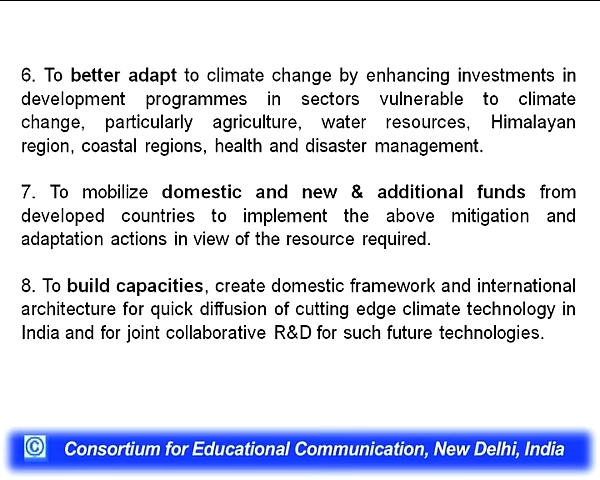 6. To better adapt to climate change by enhancing investments in
development programmes in sectors vulnerable to climate
change, particularly agriculture, water resources, Himalayan
region, coastal regions, health and disaster management.
7. To mobilize domestic and new & additional funds from
developed countries to implement the above mitigation and
adaptation actions in view of the resource required.
8. To build capacities, create domestic framework and international
architecture for quick diffusion of cutting edge climate technology in
India and for joint collaborative R&D for such future technologies.
© Consortium for Educational Communication, New Delhi, India